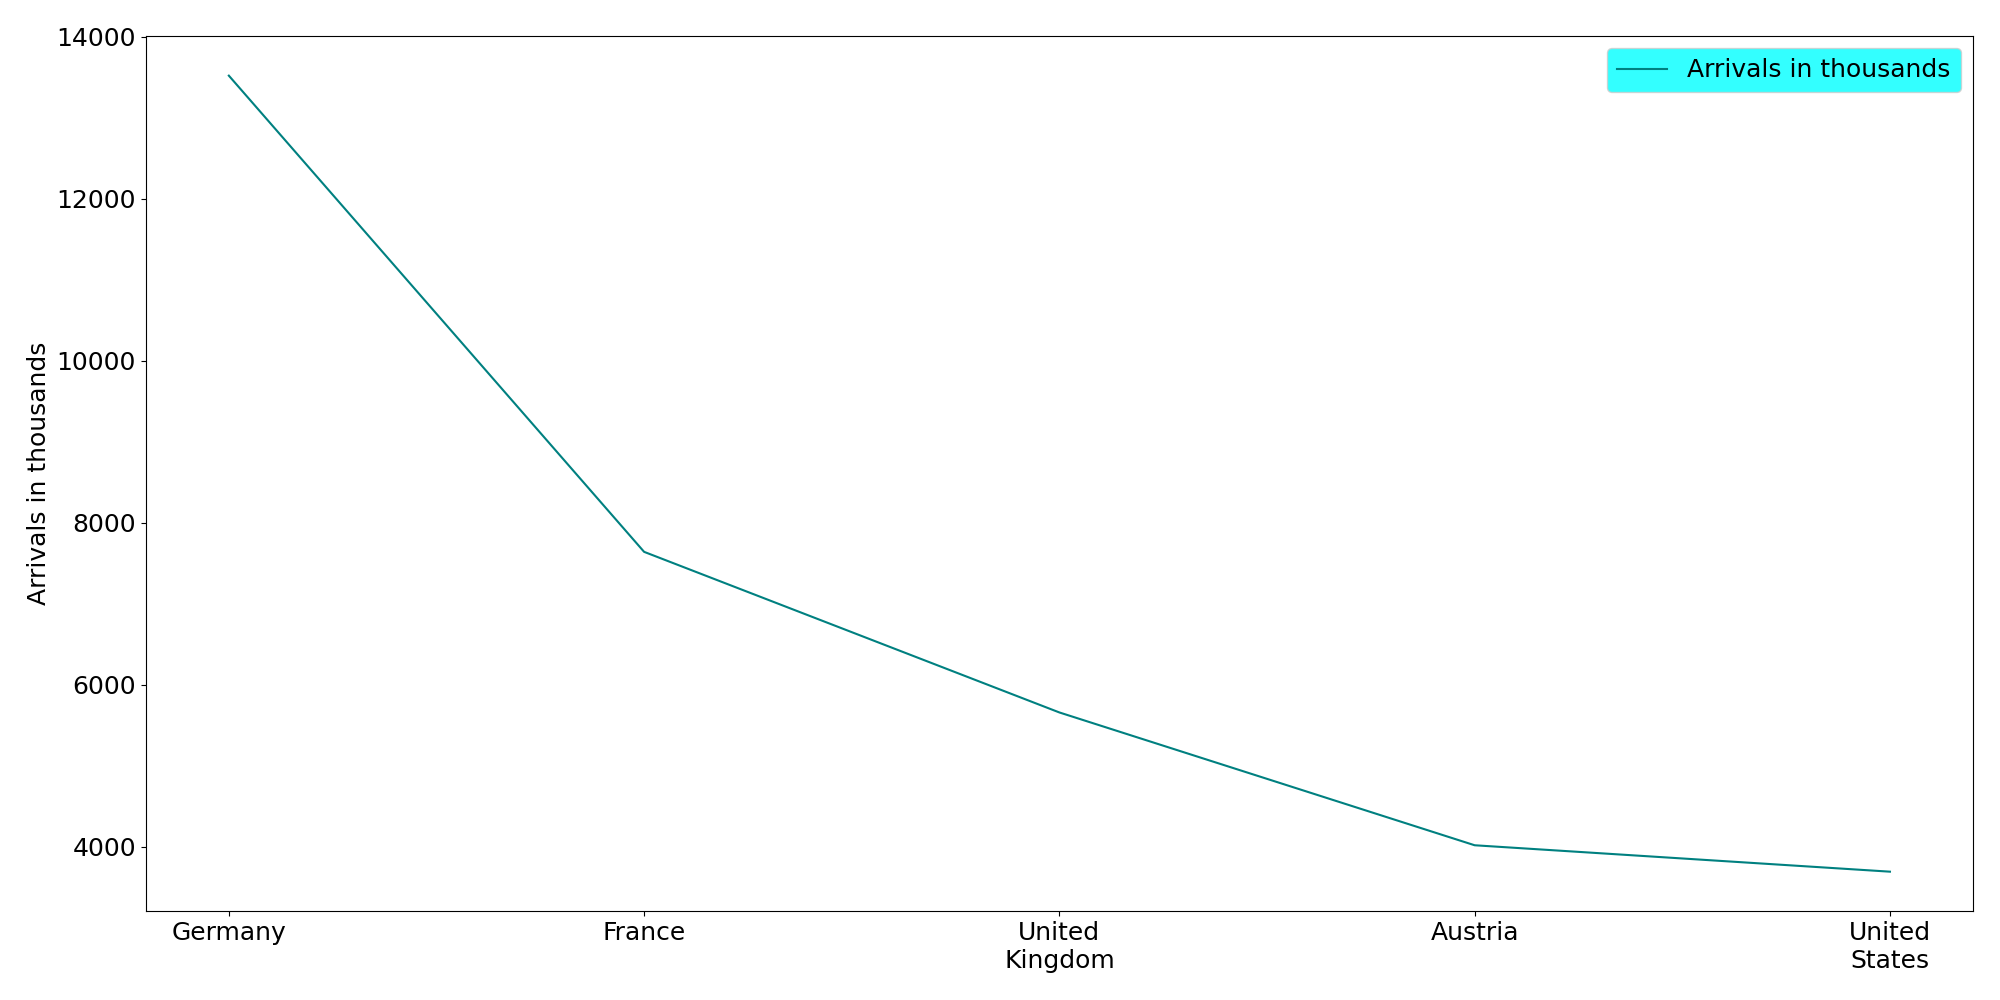 14000
12000
10000
8000
6000
4000
Arrivals in thousands
Arrivals in thousands
Germany
France
United
Kingdom
Austria
United
States